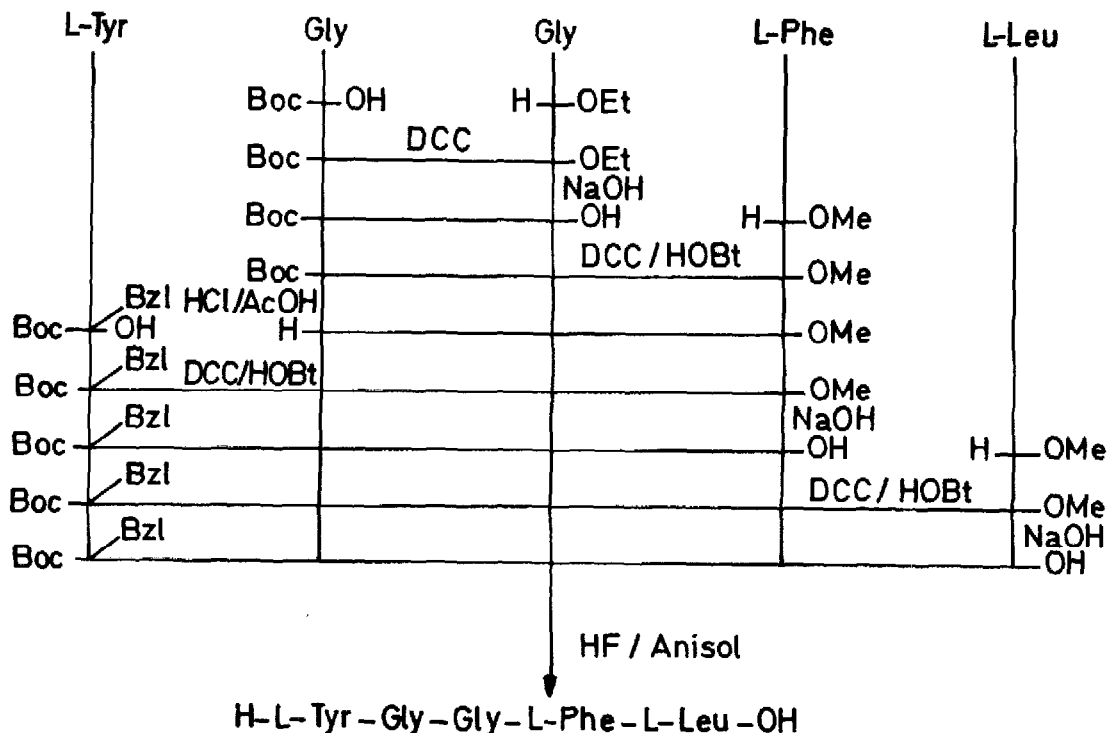 L-Tyr Gly Gly L-Phe L-Leu
Boc OH H OEt
DCC
Boc OEt
NaOH
Boc OH H OMe
DCC / HOBt
Boc OMe
Bzl HCl/AcOH
Boc OH H OMe
Bzl DCC/HOBt
Boc OMe
Bzl NaOH
Boc OH H OMe
Bzl DCC / HOBt
Boc OMe
Bzl NaOH
Boc OH
HF / Anisol
H-L-Tyr-Gly-Gly-L-Phe-L-Leu-OH